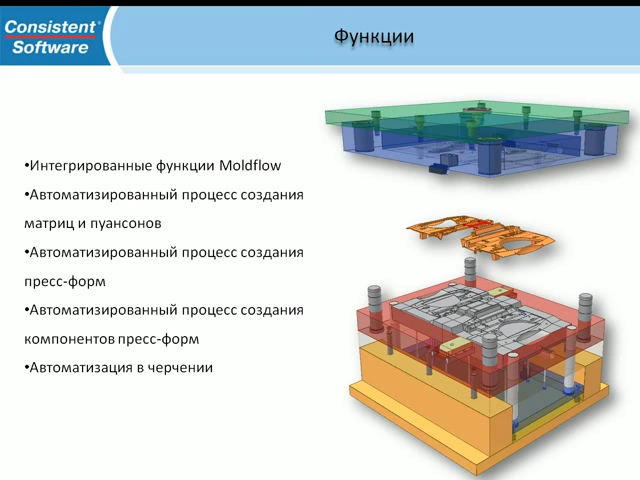 Consistent
Software
Функции
•Интегрированные функции Moldflow
•Автоматизированный процесс создания
матриц и пуансонов
•Автоматизированный процесс создания
пресс-форм
•Автоматизированный процесс создания
компонентов пресс-форм
•Автоматизация в черчении